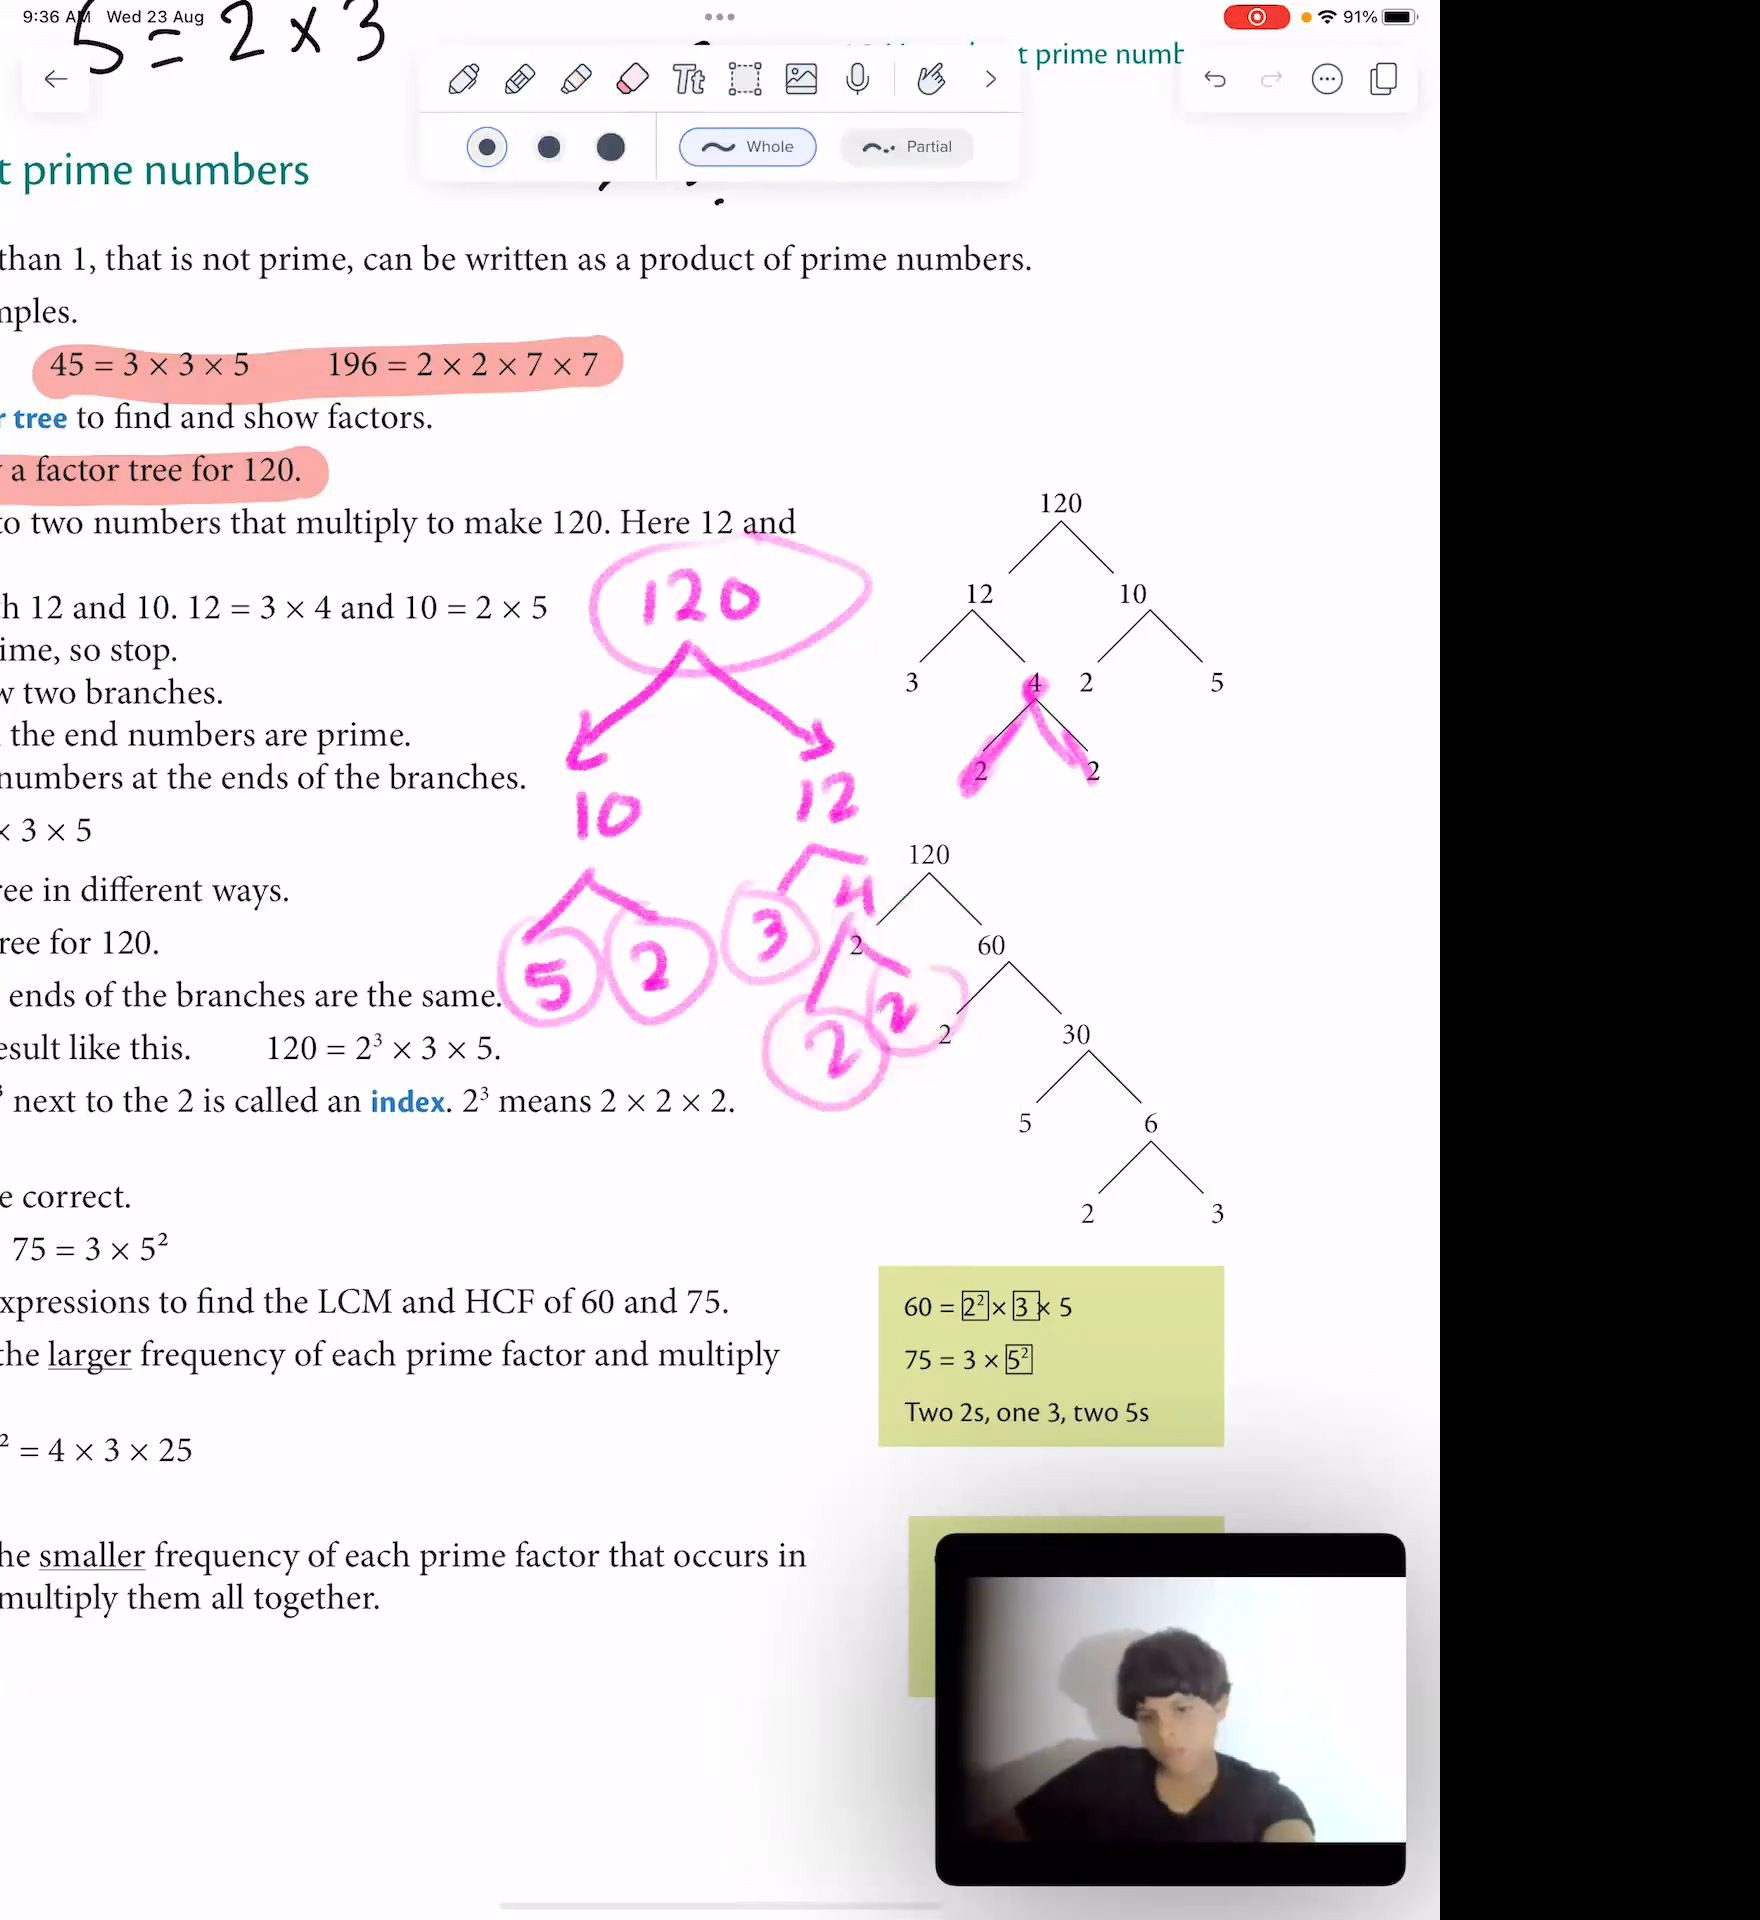 9:36 AM Wed 23 Aug
91%
5 = 2 × 3
t prime numb
Tt
Whole
Partial
t prime numbers
than 1, that is not prime, can be written as a product of prime numbers.
mples.
45 = 3 × 3 × 5 196 = 2 × 2 × 7 × 7
r tree to find and show factors.
a factor tree for 120.
to two numbers that multiply to make 120. Here 12 and
h 12 and 10. 12 = 3 × 4 and 10 = 2 × 5
ime, so stop.
w two branches.
the end numbers are prime.
numbers at the ends of the branches.
× 3 × 5
ree in different ways.
ree for 120.
ends of the branches are the same.
esult like this. 120 = 2³ × 3 × 5.
³ next to the 2 is called an index. 2³ means 2 × 2 × 2.
e correct.
75 = 3 × 5²
xpressions to find the LCM and HCF of 60 and 75.
the larger frequency of each prime factor and multiply
² = 4 × 3 × 25
he smaller frequency of each prime factor that occurs in
multiply them all together.
120
10 12
5 2 3 4
2 2
120
12 10
3 4 2 5
2 2
120
2 60
2 30
5 6
2 3
60 = 2² × 3 × 5
75 = 3 × 5²
Two 2s, one 3, two 5s